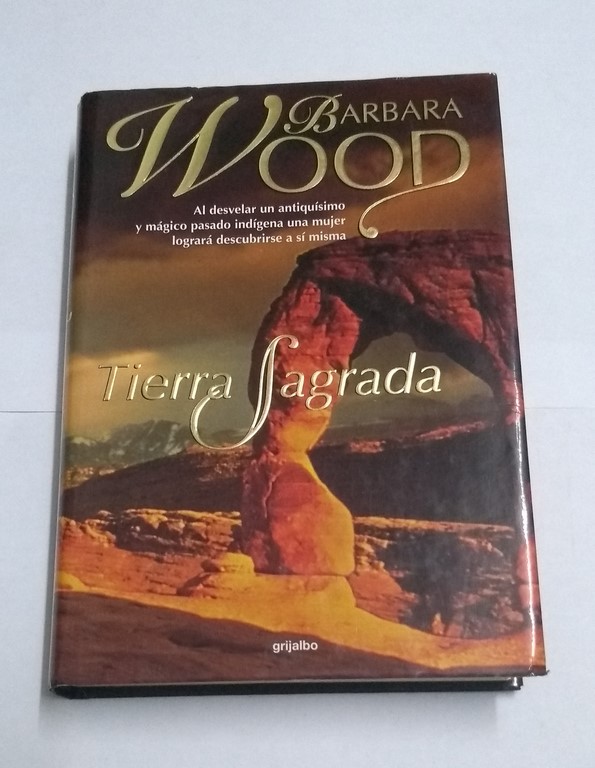 BARBARA
WOOD
Al desvelar un antiquísimo
y mágico pasado indígena una mujer
logrará descubrirse a sí misma
Tierra Sagrada
grijalbo